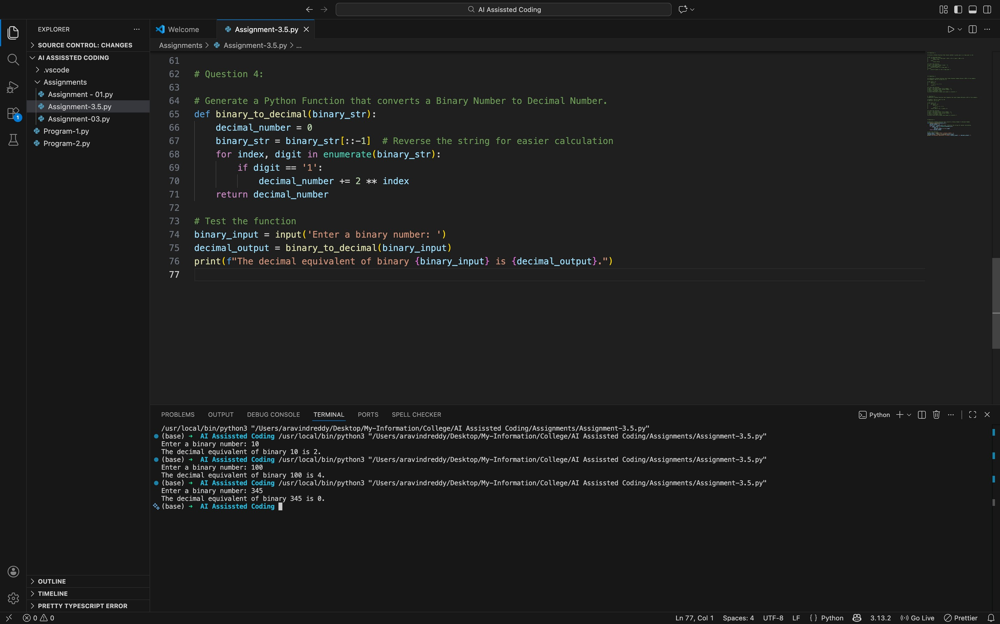 AI Assissted Coding
EXPLORER
SOURCE CONTROL: CHANGES
AI ASSISSTED CODING
.vscode
Assignments
Assignment - 01.py
Assignment-3.5.py
Assignment-03.py
Program-1.py
Program-2.py
1
OUTLINE
TIMELINE
PRETTY TYPESCRIPT ERROR
Welcome
Assignment-3.5.py
Assignments > Assignment-3.5.py > ...
61
62 # Question 4:
63
64 # Generate a Python Function that converts a Binary Number to Decimal Number.
65 def binary_to_decimal(binary_str):
66     decimal_number = 0
67     binary_str = binary_str[::-1]  # Reverse the string for easier calculation
68     for index, digit in enumerate(binary_str):
69         if digit == '1':
70             decimal_number += 2 ** index
71     return decimal_number
72
73 # Test the function
74 binary_input = input('Enter a binary number: ')
75 decimal_output = binary_to_decimal(binary_input)
76 print(f"The decimal equivalent of binary {binary_input} is {decimal_output}.")
77
PROBLEMS OUTPUT DEBUG CONSOLE TERMINAL PORTS SPELL CHECKER
Python
/usr/local/bin/python3 "/Users/aravindreddy/Desktop/My-Information/College/AI Assissted Coding/Assignments/Assignment-3.5.py"
(base) → AI Assissted Coding /usr/local/bin/python3 "/Users/aravindreddy/Desktop/My-Information/College/AI Assissted Coding/Assignments/Assignment-3.5.py"
Enter a binary number: 10
The decimal equivalent of binary 10 is 2.
(base) → AI Assissted Coding /usr/local/bin/python3 "/Users/aravindreddy/Desktop/My-Information/College/AI Assissted Coding/Assignments/Assignment-3.5.py"
Enter a binary number: 100
The decimal equivalent of binary 100 is 4.
(base) → AI Assissted Coding /usr/local/bin/python3 "/Users/aravindreddy/Desktop/My-Information/College/AI Assissted Coding/Assignments/Assignment-3.5.py"
Enter a binary number: 345
The decimal equivalent of binary 345 is 0.
(base) → AI Assissted Coding
0 0
Ln 77, Col 1 Spaces: 4 UTF-8 LF {} Python 3.13.2 Go Live Prettier